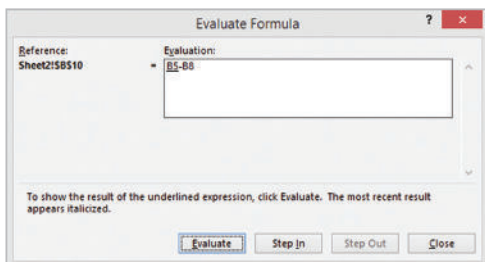 Evaluate Formula ? ×
Reference: Evaluation:
Sheet2!$B$10 = B5-B8
To show the result of the underlined expression, click Evaluate. The most recent result
appears italicized.
Evaluate Step In Step Out Close